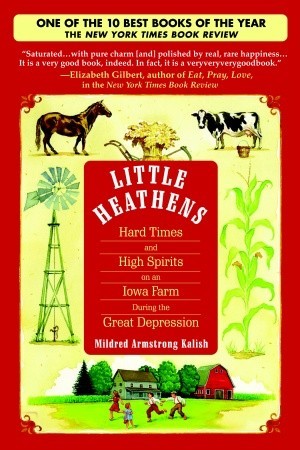 ONE OF THE 10 BEST BOOKS OF THE YEAR
THE NEW YORK TIMES BOOK REVIEW
“Saturated…with pure charm [and] polished by real, rare happiness…
It is a very good book, indeed. In fact, it is a veryveryverygoodbook.”
—Elizabeth Gilbert, author of Eat, Pray, Love,
in the New York Times Book Review
LITTLE
HEATHENS
Hard Times
and
High Spirits
on an
Iowa Farm
During the
Great Depression
Mildred Armstrong Kalish